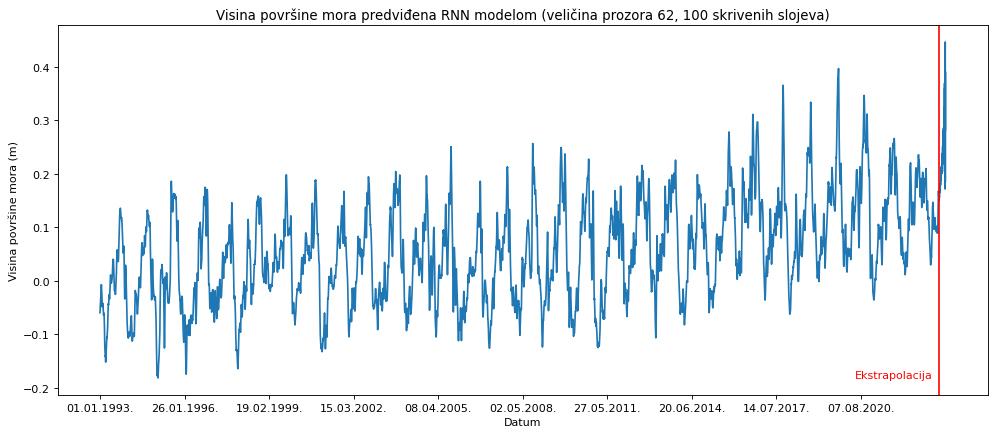 Visina površine mora predviđena RNN modelom (veličina prozora 62, 100 skrivenih slojeva)
Visina površine mora (m)
0.4
0.3
0.2
0.1
0.0
−0.1
−0.2
Ekstrapolacija
01.01.1993. 26.01.1996. 19.02.1999. 15.03.2002. 08.04.2005. 02.05.2008. 27.05.2011. 20.06.2014. 14.07.2017. 07.08.2020.
Datum